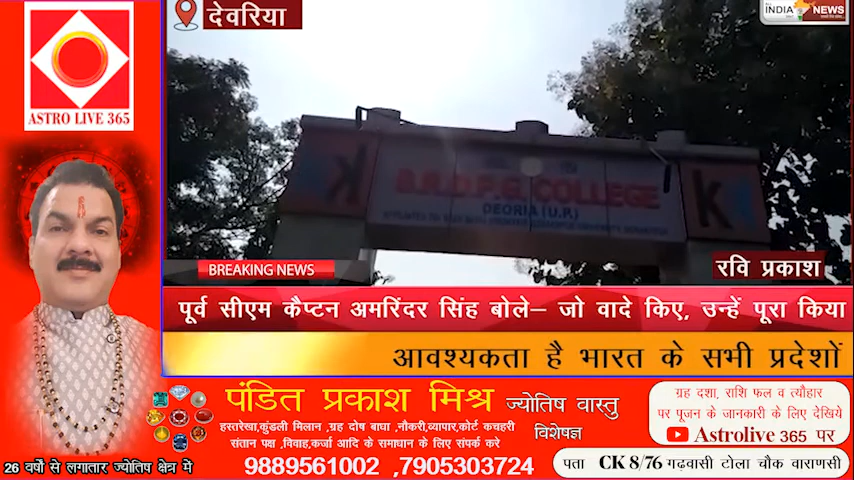 देवरिया
INDIA
NEWS
ASTRO LIVE 365
B.R.D.P.G. COLLEGE
DEORIA (U.P.)
रवि प्रकाश
BREAKING NEWS
पूर्व सीएम कैप्टन अमरिंदर सिंह बोले– जो वादे किए, उन्हें पूरा किया
आवश्यकता है भारत के सभी प्रदेशों
पंडित प्रकाश मिश्र ज्योतिष वास्तु विशेषज्ञ
हस्तरेखा,कुंडली मिलान ,ग्रह दोष बाघा ,नौकरी,व्यापार,कोर्ट कचहरी
संतान पक्ष ,विवाह,कर्जा आदि के समाधान के लिए संपर्क करे
9889561002 ,7905303724
ग्रह दशा, राशि फल व त्यौहार
पर पूजन के जानकारी के लिए देखिये
Astrolive 365 पर
पता CK 8/76 गढ़वासी टोला चौक वाराणसी
26 वर्षों से लगातार ज्योतिष क्षेत्र में